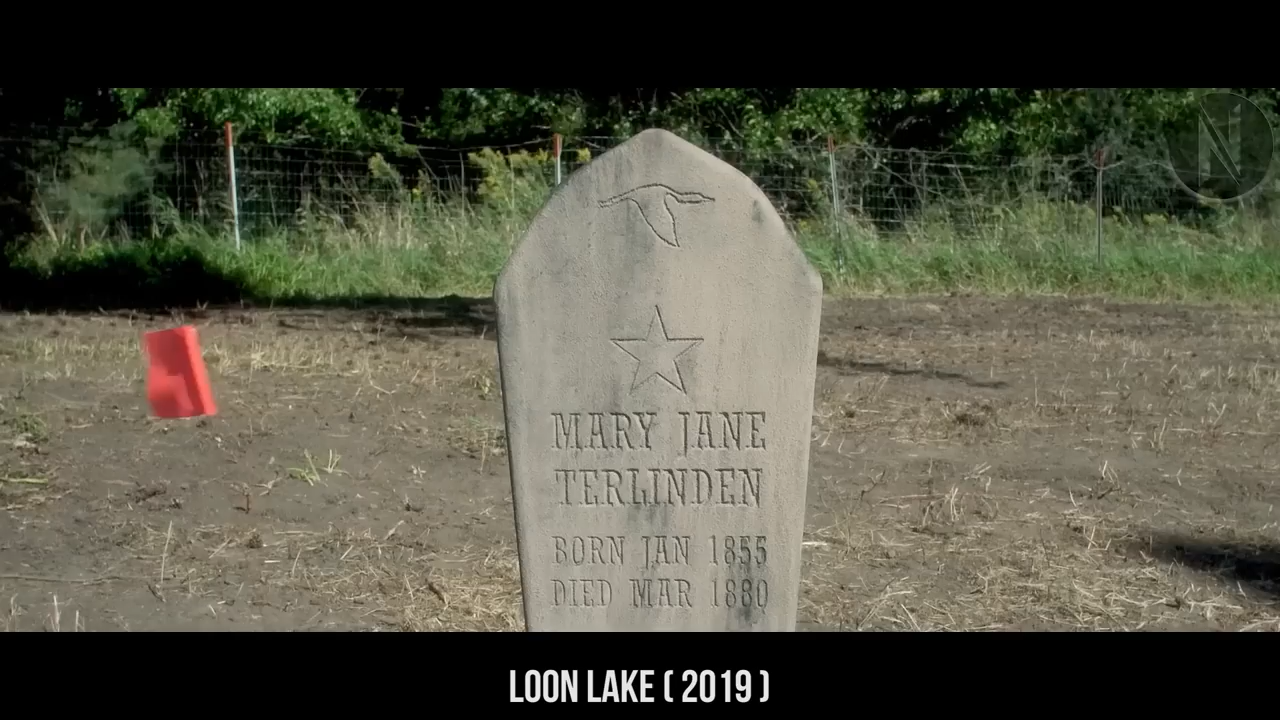 N
MARY JANE
TERLINDEN
BORN JAN 1855
DIED MAR 1880
LOON LAKE ( 2019 )